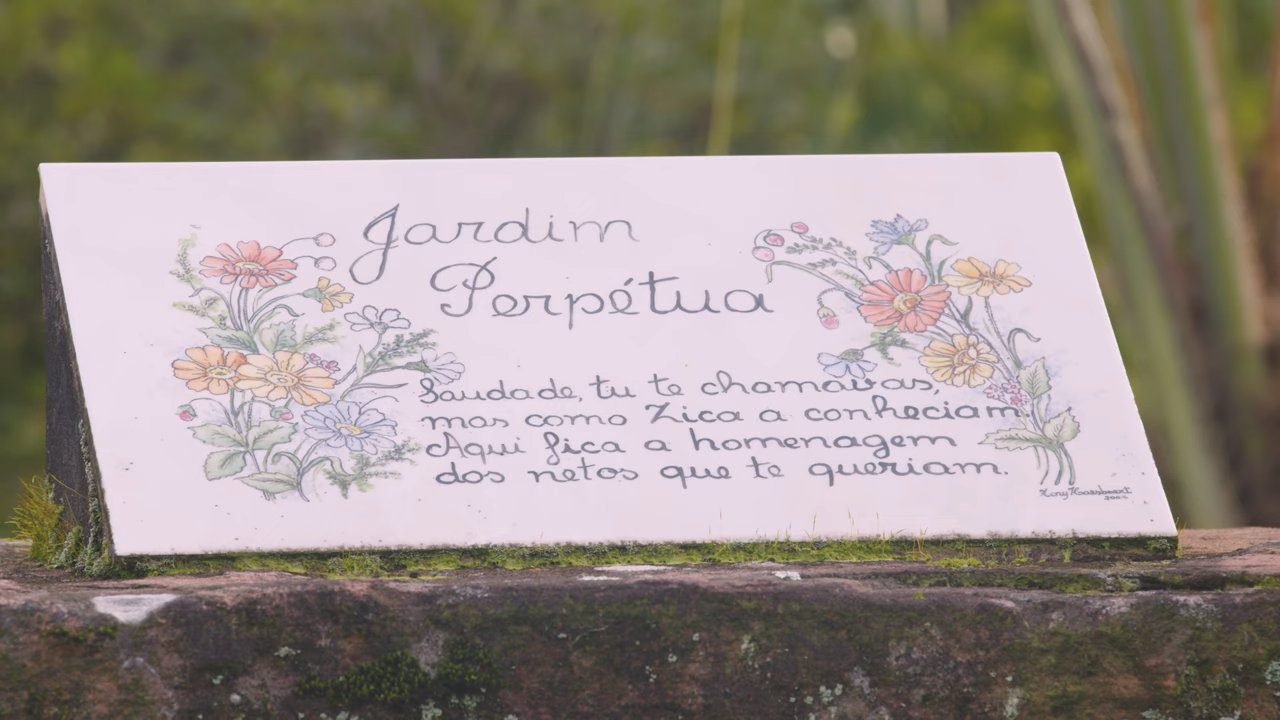 Jardim
Perpétua
Saudade, tu te chamavas,
mas como Zica a conheciam
Aqui fica a homenagem
dos netos que te queriam.